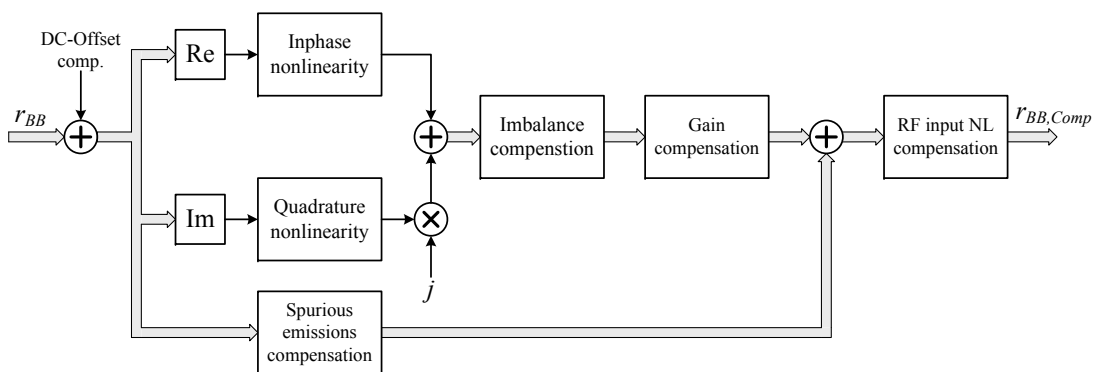 DC-Offset
comp.
r_BB
Re
Inphase
nonlinearity
Imbalance
compenstion
Gain
compensation
RF input NL
compensation
r_BB,Comp
Im
Quadrature
nonlinearity
j
Spurious
emissions
compensation